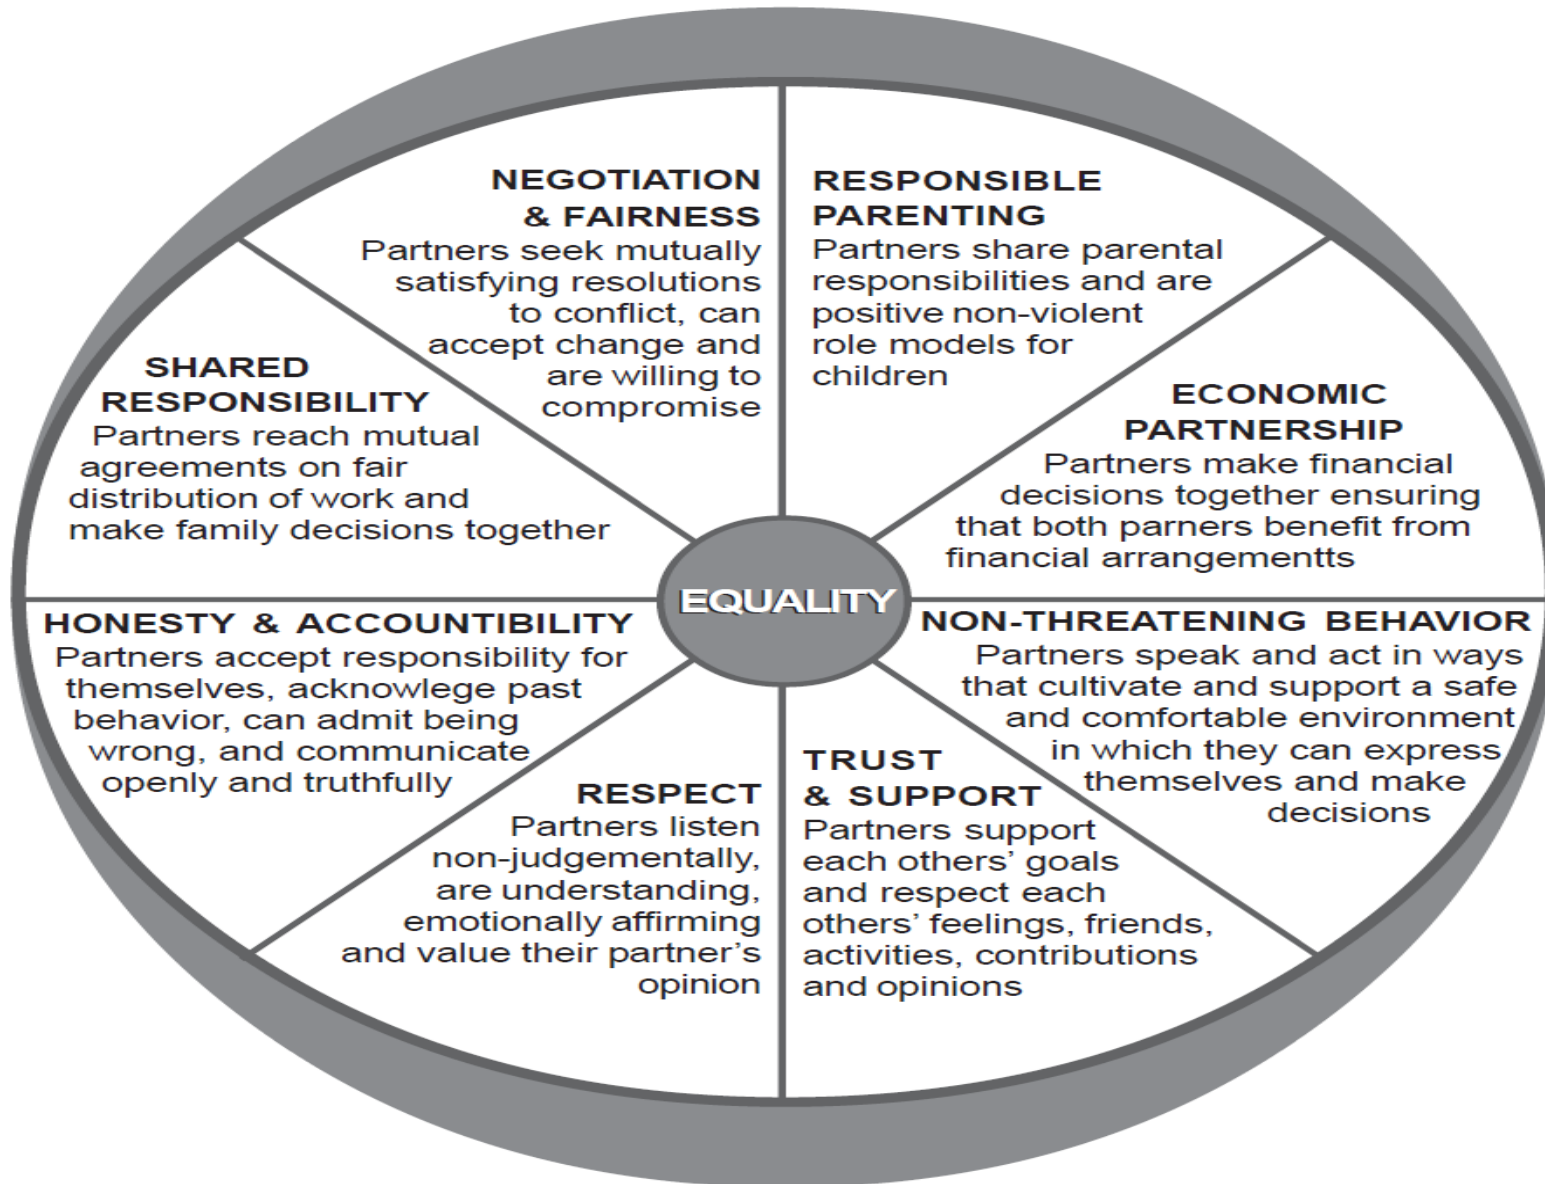 NEGOTIATION
& FAIRNESS
Partners seek mutually
satisfying resolutions
to conflict, can
accept change and
are willing to
compromise
RESPONSIBLE
PARENTING
Partners share parental
responsibilities and are
positive non-violent
role models for
children
SHARED
RESPONSIBILITY
Partners reach mutual
agreements on fair
distribution of work and
make family decisions together
ECONOMIC
PARTNERSHIP
Partners make financial
decisions together ensuring
that both parners benefit from
financial arrangementts
EQUALITY
HONESTY & ACCOUNTIBILITY
Partners accept responsibility for
themselves, acknowlege past
behavior, can admit being
wrong, and communicate
openly and truthfully
NON-THREATENING BEHAVIOR
Partners speak and act in ways
that cultivate and support a safe
and comfortable environment
in which they can express
themselves and make
decisions
RESPECT
Partners listen
non-judgementally,
are understanding,
emotionally affirming
and value their partner’s
opinion
TRUST
& SUPPORT
Partners support
each others’ goals
and respect each
others’ feelings, friends,
activities, contributions
and opinions